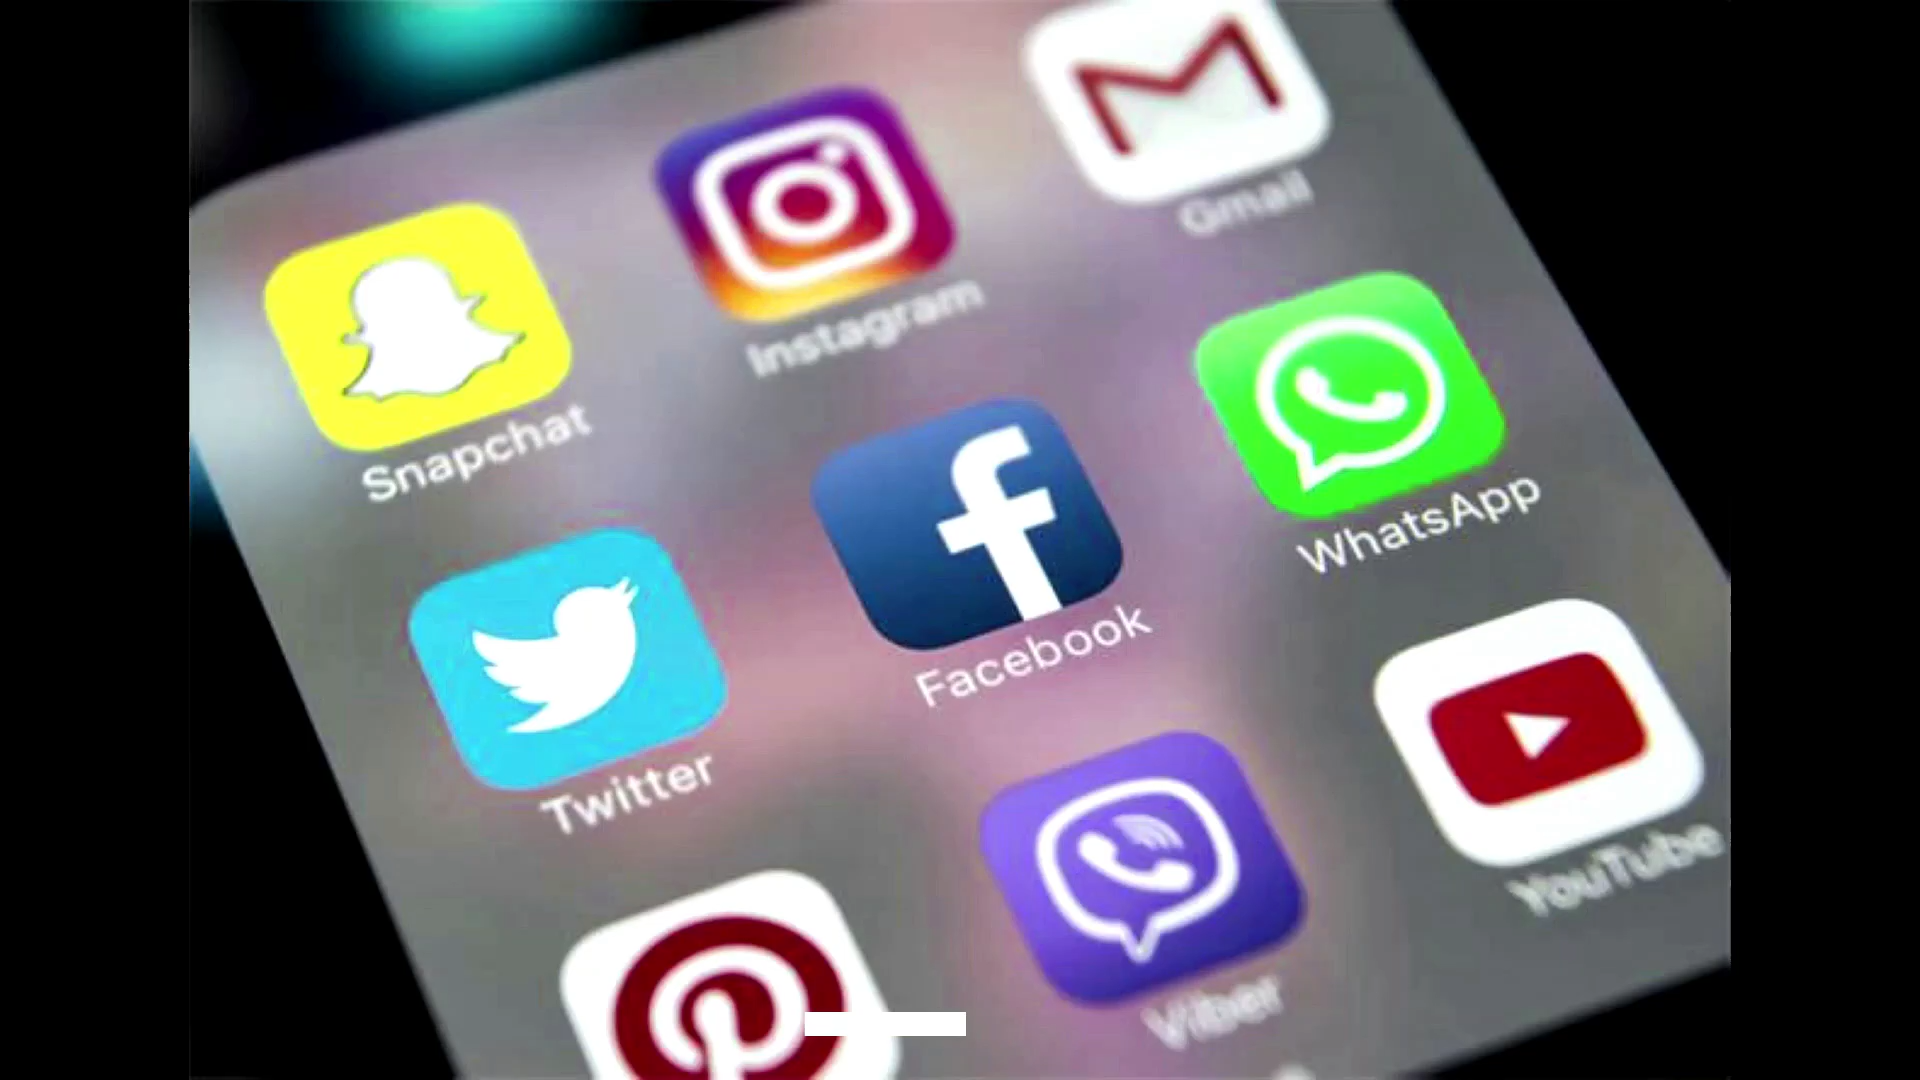 Gmail
Instagram
Snapchat
WhatsApp
Facebook
Twitter
YouTube
Viber